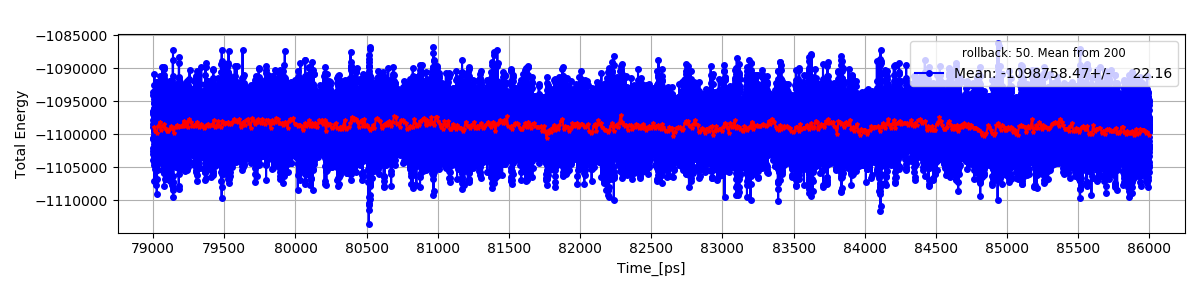 rollback: 50. Mean from 200
Mean: -1098758.47+/- 22.16
Total Energy
−1085000
−1090000
−1095000
−1100000
−1105000
−1110000
79000 79500 80000 80500 81000 81500 82000 82500 83000 83500 84000 84500 85000 85500 86000
Time_[ps]